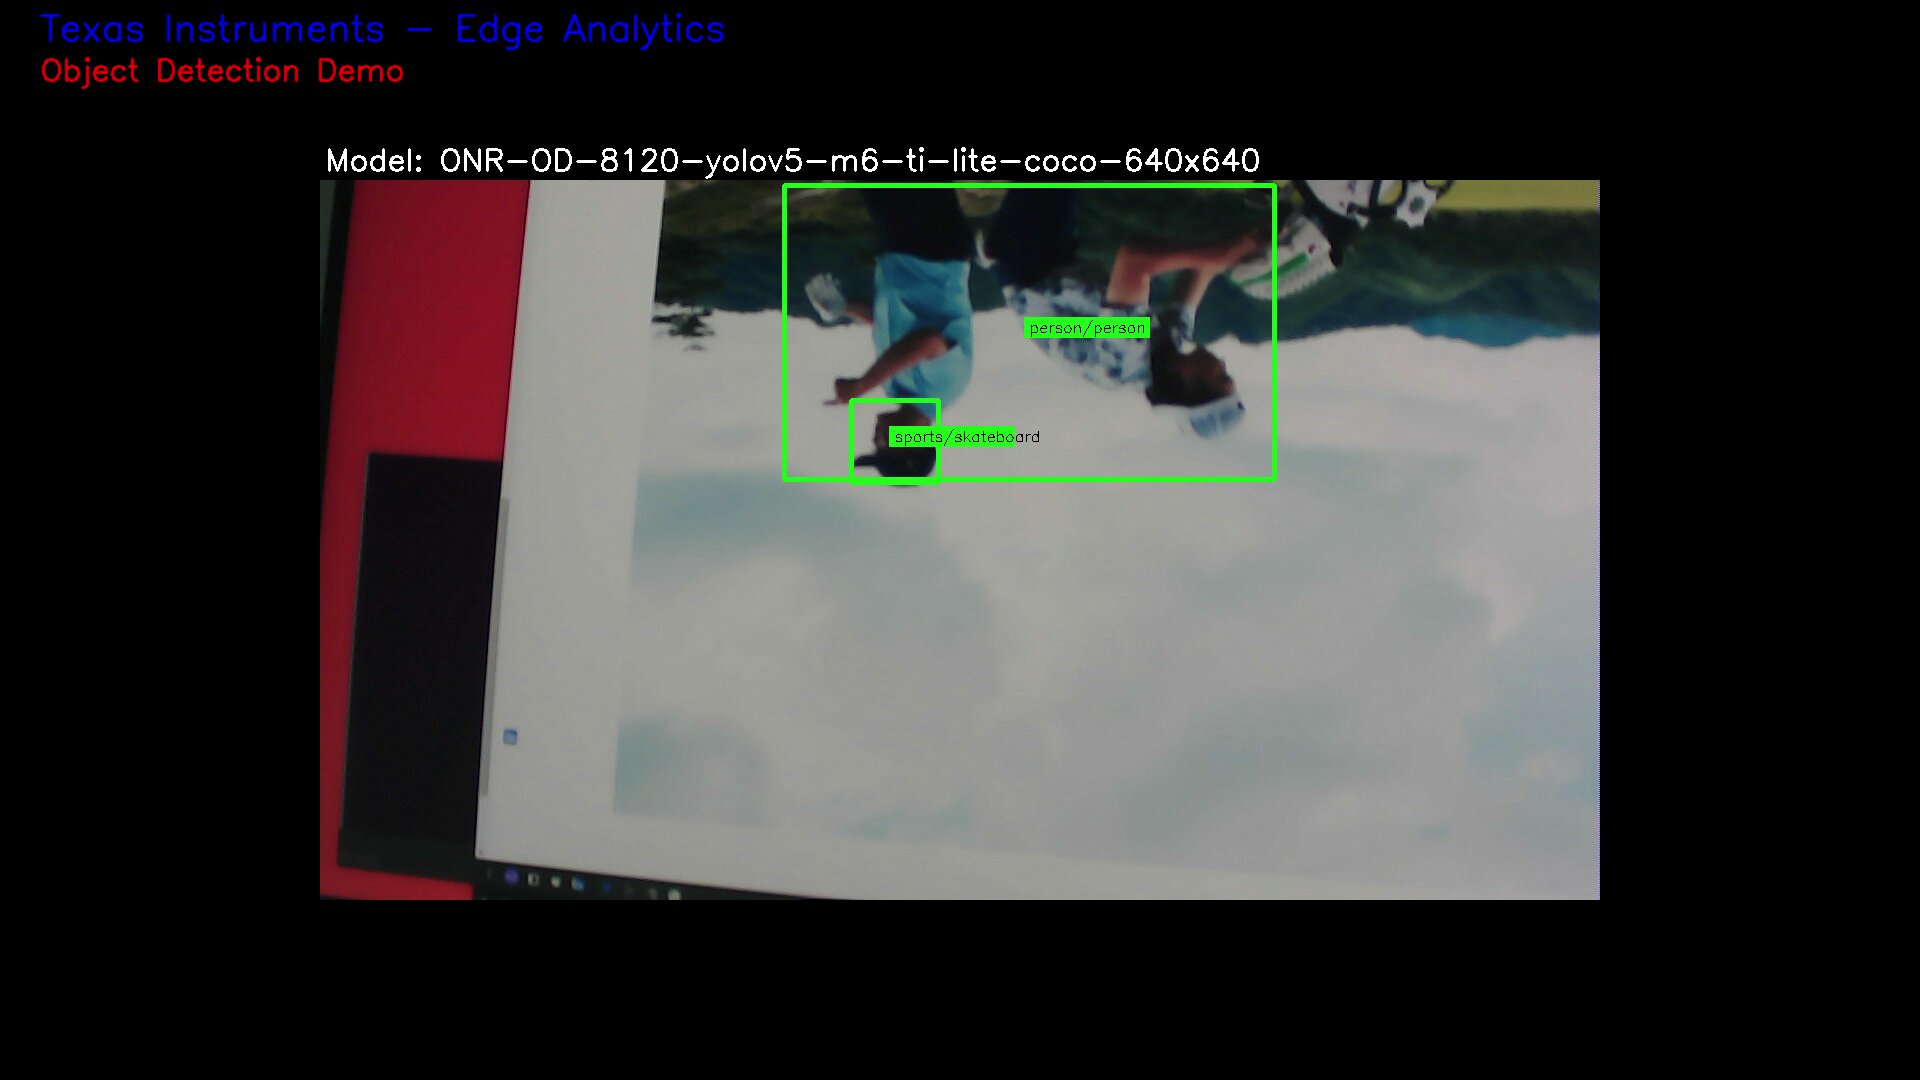 Texas Instruments - Edge Analytics
Object Detection Demo
Model: ONR-OD-8120-yolov5-m6-ti-lite-coco-640x640
person/person
sports/skateboard